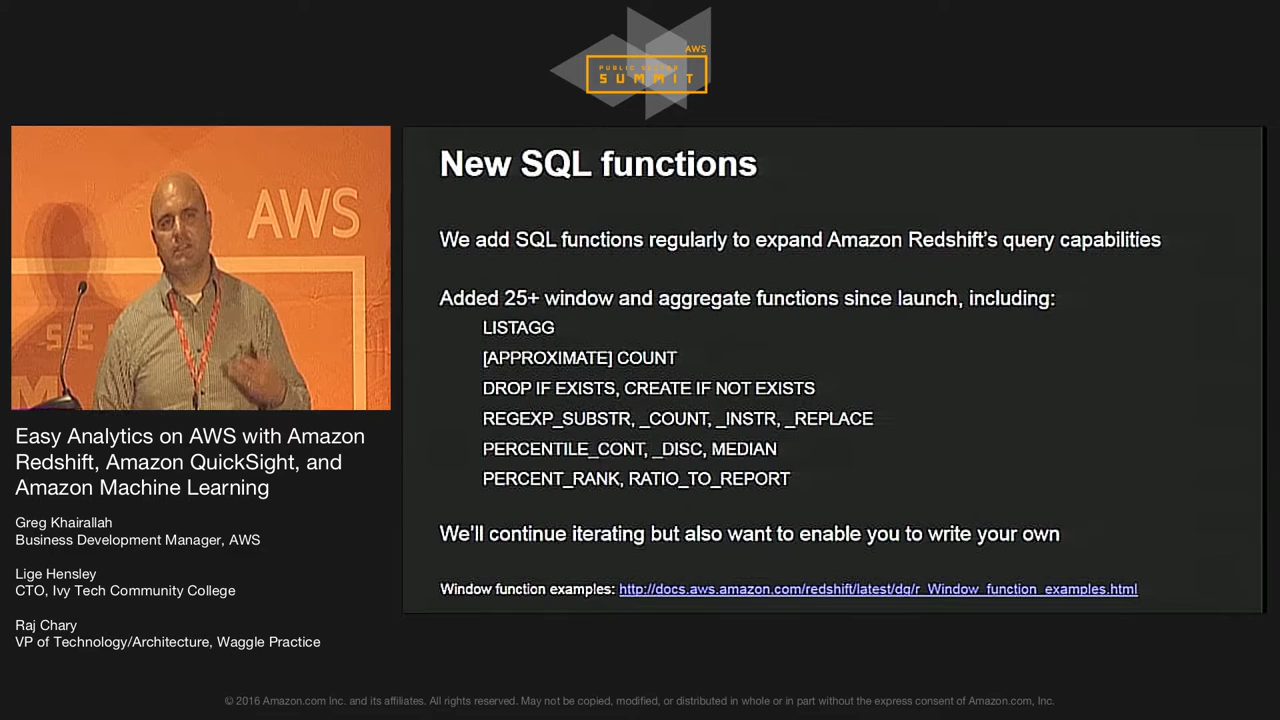 AWS
PUBLIC SECTOR
SUMMIT
AWS
SE
M
New SQL functions
We add SQL functions regularly to expand Amazon Redshift's query capabilities
Added 25+ window and aggregate functions since launch, including:
LISTAGG
[APPROXIMATE] COUNT
DROP IF EXISTS, CREATE IF NOT EXISTS
REGEXP_SUBSTR, _COUNT, _INSTR, _REPLACE
PERCENTILE_CONT, _DISC, MEDIAN
PERCENT_RANK, RATIO_TO_REPORT
We'll continue iterating but also want to enable you to write your own
Window function examples: http://docs.aws.amazon.com/redshift/latest/dg/r_Window_function_examples.html
Easy Analytics on AWS with Amazon
Redshift, Amazon QuickSight, and
Amazon Machine Learning
Greg Khairallah
Business Development Manager, AWS
Lige Hensley
CTO, Ivy Tech Community College
Raj Chary
VP of Technology/Architecture, Waggle Practice
© 2016 Amazon.com Inc. and its affiliates. All rights reserved. May not be copied, modified, or distributed in whole or in part without the express consent of Amazon.com, Inc.